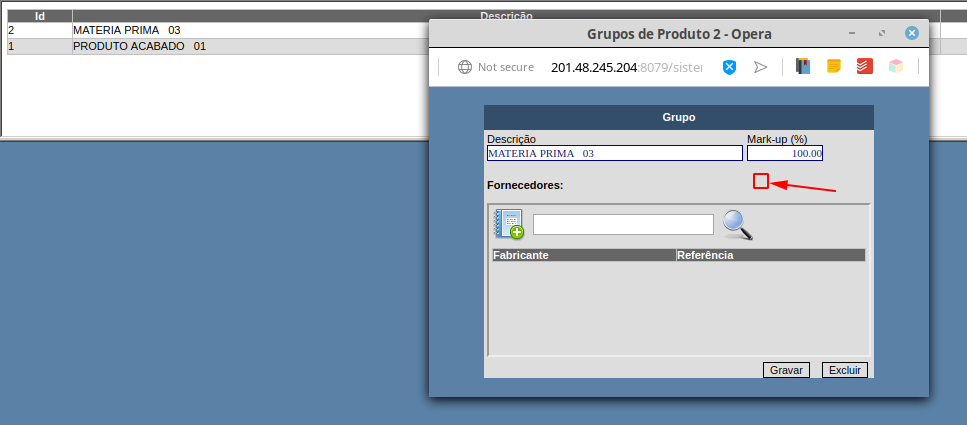 Id Descrição
2 MATERIA PRIMA 03
1 PRODUTO ACABADO 01
Grupos de Produto 2 - Opera
Not secure 201.48.245.204:8079/sister
Grupo
Descrição Mark-up (%)
MATERIA PRIMA 03 100.00
Fornecedores:
Fabricante Referência
Gravar Excluir